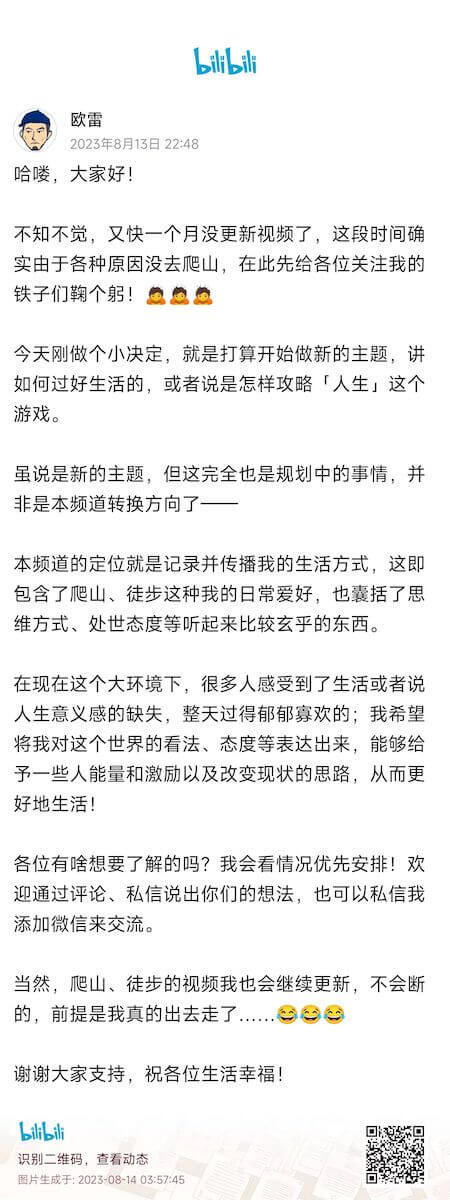 bilibili
欧雷
2023年8月13日 22:48
哈喽，大家好！
不知不觉，又快一个月没更新视频了，这段时间确
实由于各种原因没去爬山，在此先给各位关注我的
铁子们鞠个躬！🙇🙇🙇
今天刚做个小决定，就是打算开始做新的主题，讲
如何过好生活的，或者说是怎样攻略「人生」这个
游戏。
虽说是新的主题，但这完全也是规划中的事情，并
非是本频道转换方向了——
本频道的定位就是记录并传播我的生活方式，这即
包含了爬山、徒步这种我的日常爱好，也囊括了思
维方式、处世态度等听起来比较玄乎的东西。
在现在这个大环境下，很多人感受到了生活或者说
人生意义感的缺失，整天过得郁郁寡欢的；我希望
将我对这个世界的看法、态度等表达出来，能够给
予一些人能量和激励以及改变现状的思路，从而更
好地生活！
各位有啥想要了解的吗？我会看情况优先安排！欢
迎通过评论、私信说出你们的想法，也可以私信我
添加微信来交流。
当然，爬山、徒步的视频我也会继续更新，不会断
的，前提是我真的出去走了……😂😂😂
谢谢大家支持，祝各位生活幸福！
bilibili
识别二维码，查看动态
图片生成于: 2023-08-14 03:57:45